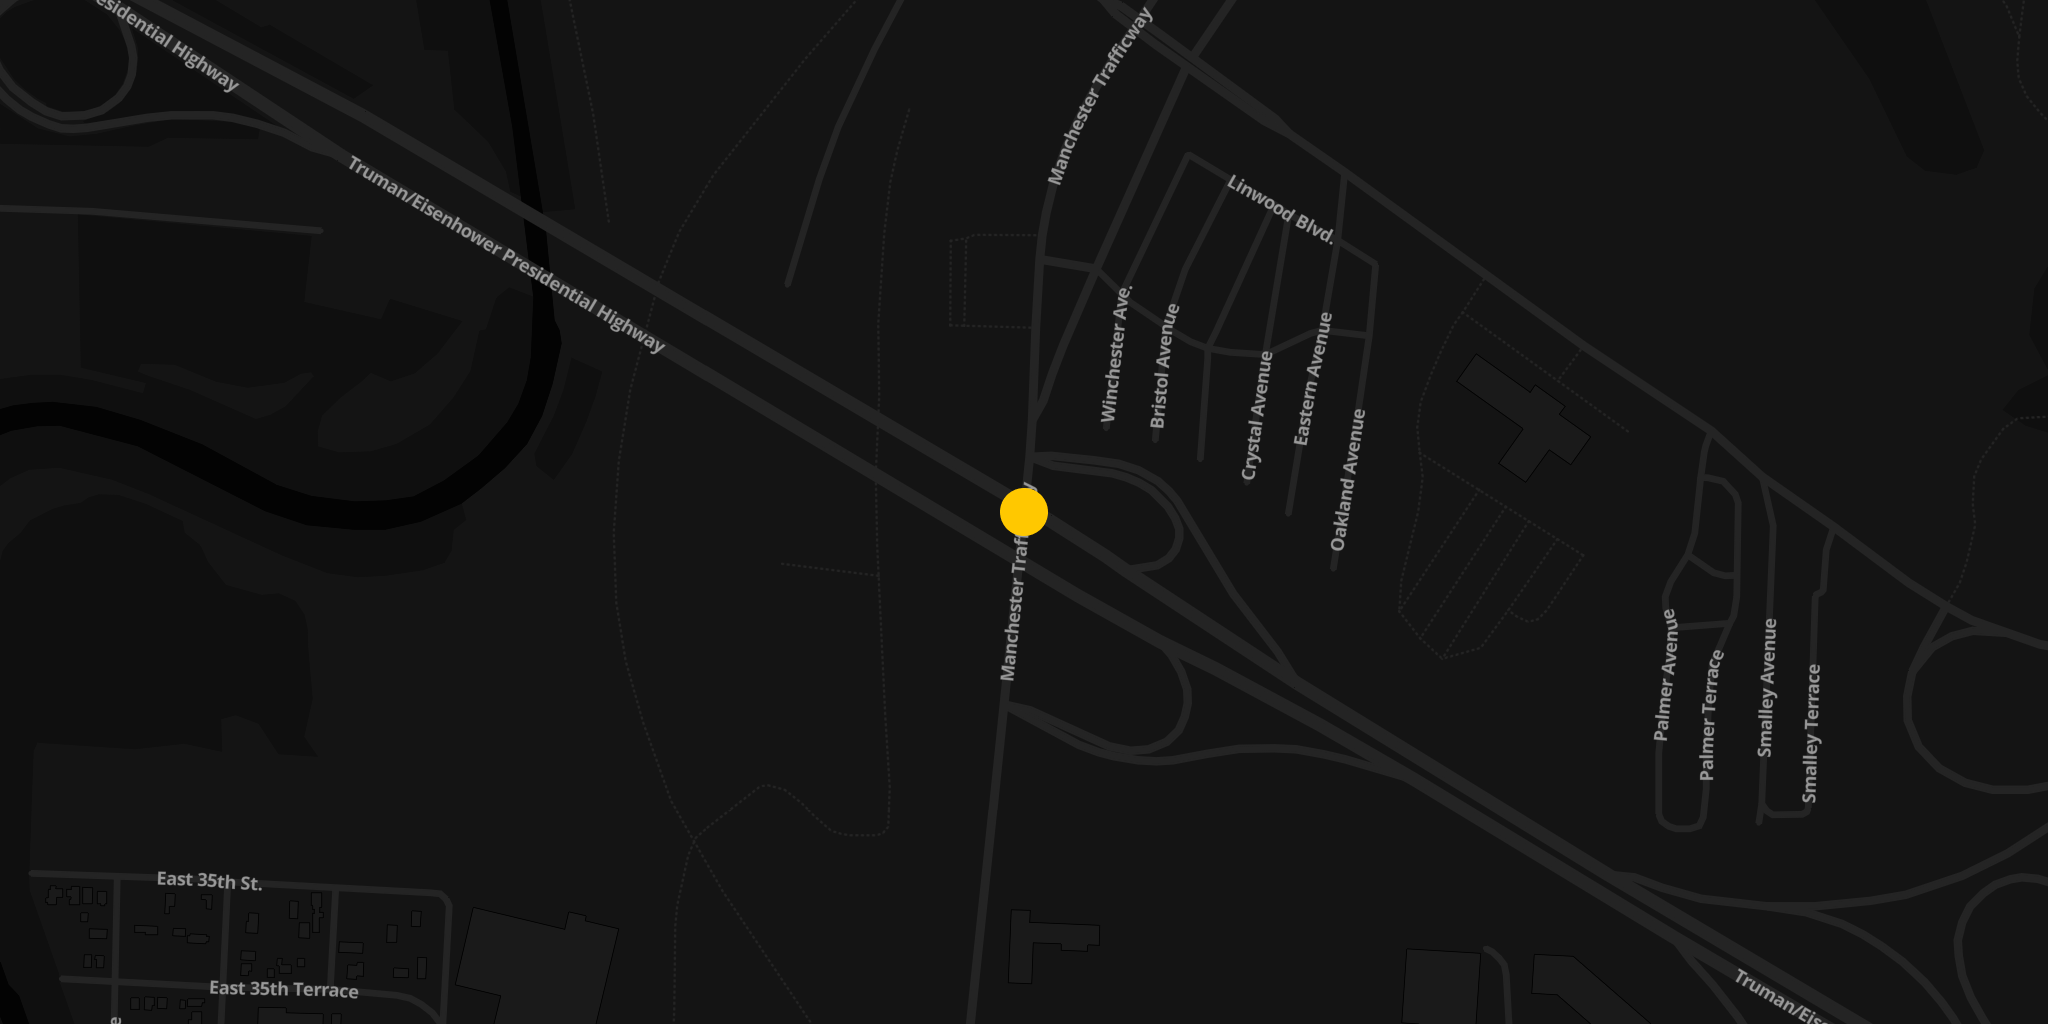 esidential Highway
Manchester Trafficway
Truman/Eisenhower Presidential Highway
Linwood Blvd.
Winchester Ave.
Bristol Avenue
Crystal Avenue
Eastern Avenue
Oakland Avenue
Manchester Traf
y
Palmer Avenue
Palmer Terrace
Smalley Avenue
Smalley Terrace
East 35th St.
East 35th Terrace
Truman/Eise
e